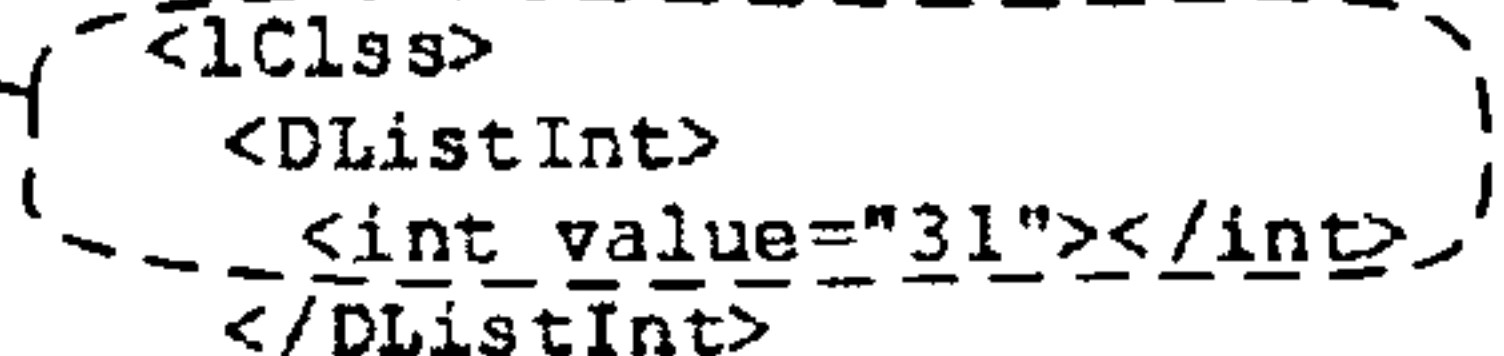 <lClss>
<DListInt>
<int value="31"></int>
</DListInt>